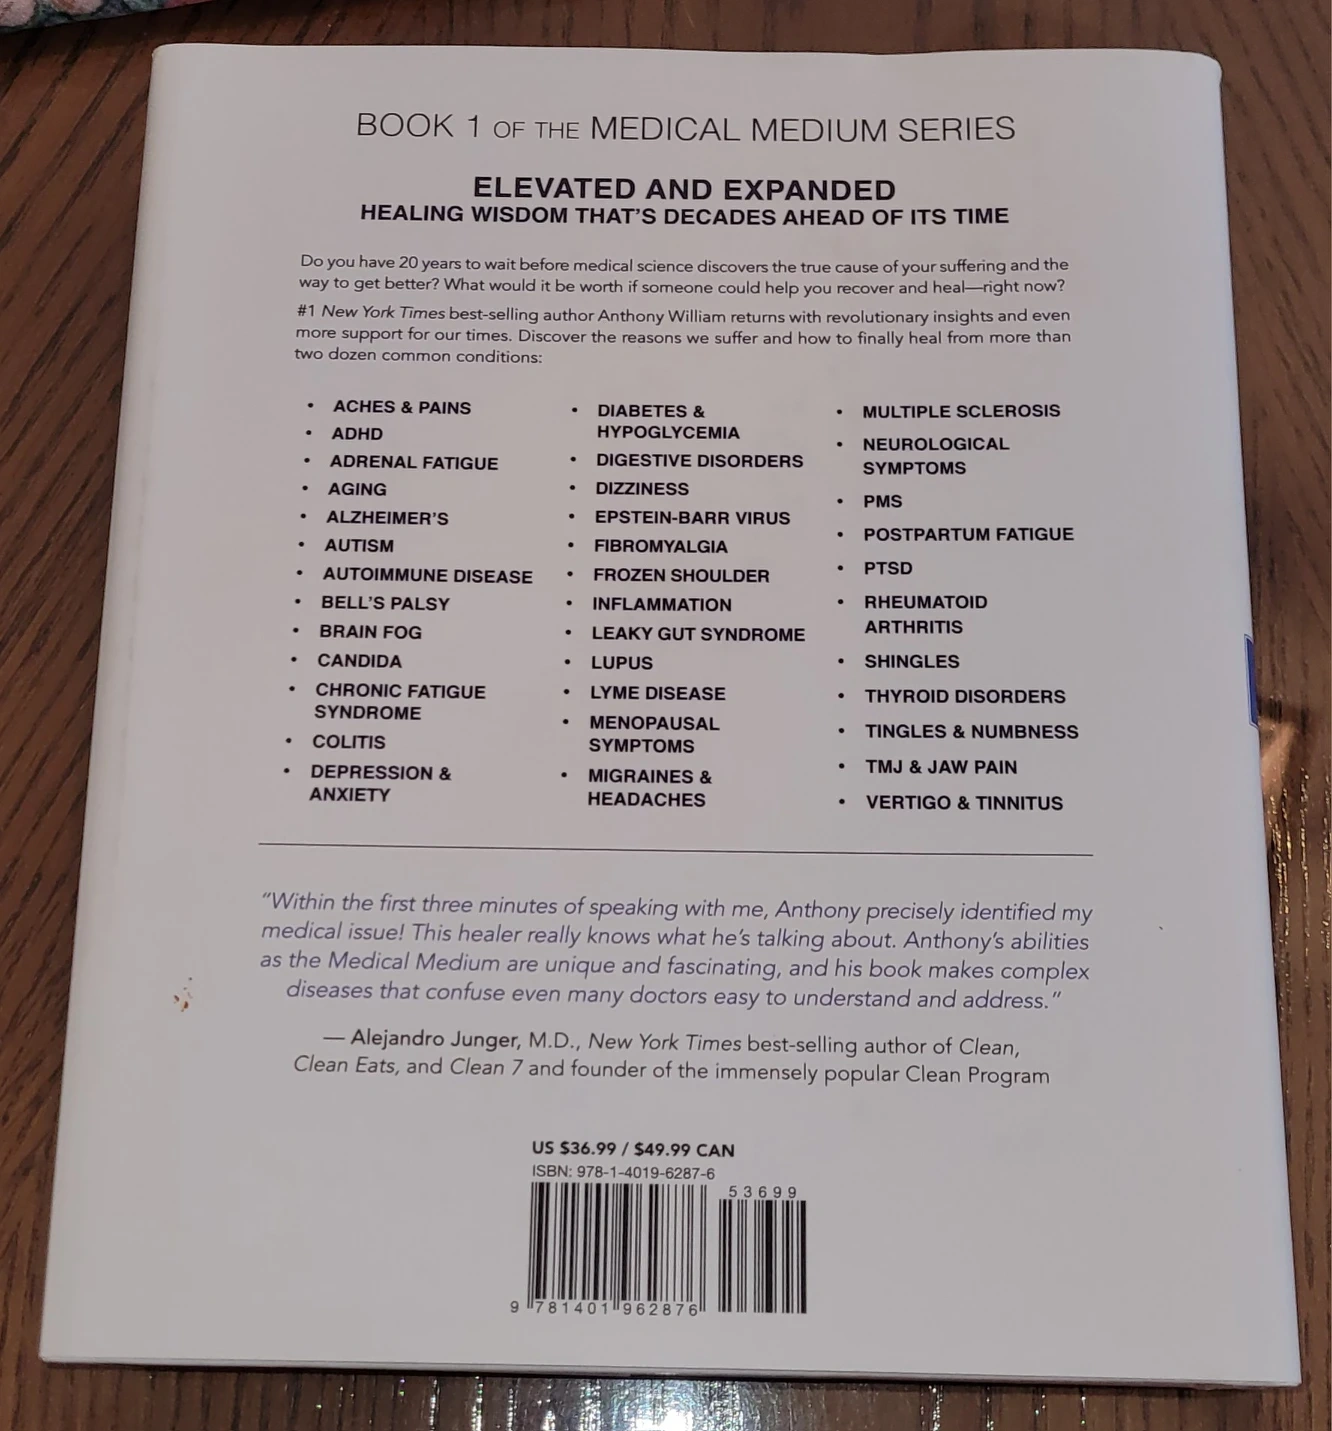 BOOK 1 OF THE MEDICAL MEDIUM SERIES
ELEVATED AND EXPANDED
HEALING WISDOM THAT'S DECADES AHEAD OF ITS TIME
Do you have 20 years to wait before medical science discovers the true cause of your suffering and the
way to get better? What would it be worth if someone could help you recover and heal—right now?
#1 New York Times best-selling author Anthony William returns with revolutionary insights and even
more support for our times. Discover the reasons we suffer and how to finally heal from more than
two dozen common conditions:
• ACHES & PAINS
• ADHD
• ADRENAL FATIGUE
• AGING
• ALZHEIMER'S
• AUTISM
• AUTOIMMUNE DISEASE
• BELL'S PALSY
• BRAIN FOG
• CANDIDA
• CHRONIC FATIGUE
SYNDROME
• COLITIS
• DEPRESSION &
ANXIETY
• DIABETES &
HYPOGLYCEMIA
• DIGESTIVE DISORDERS
• DIZZINESS
• EPSTEIN-BARR VIRUS
• FIBROMYALGIA
• FROZEN SHOULDER
• INFLAMMATION
• LEAKY GUT SYNDROME
• LUPUS
• LYME DISEASE
• MENOPAUSAL
SYMPTOMS
• MIGRAINES &
HEADACHES
• MULTIPLE SCLEROSIS
• NEUROLOGICAL
SYMPTOMS
• PMS
• POSTPARTUM FATIGUE
• PTSD
• RHEUMATOID
ARTHRITIS
• SHINGLES
• THYROID DISORDERS
• TINGLES & NUMBNESS
• TMJ & JAW PAIN
• VERTIGO & TINNITUS
"Within the first three minutes of speaking with me, Anthony precisely identified my
medical issue! This healer really knows what he's talking about. Anthony's abilities
as the Medical Medium are unique and fascinating, and his book makes complex
diseases that confuse even many doctors easy to understand and address."
— Alejandro Junger, M.D., New York Times best-selling author of Clean,
Clean Eats, and Clean 7 and founder of the immensely popular Clean Program
US $36.99 / $49.99 CAN
ISBN: 978-1-4019-6287-6
53699
9 781401 962876